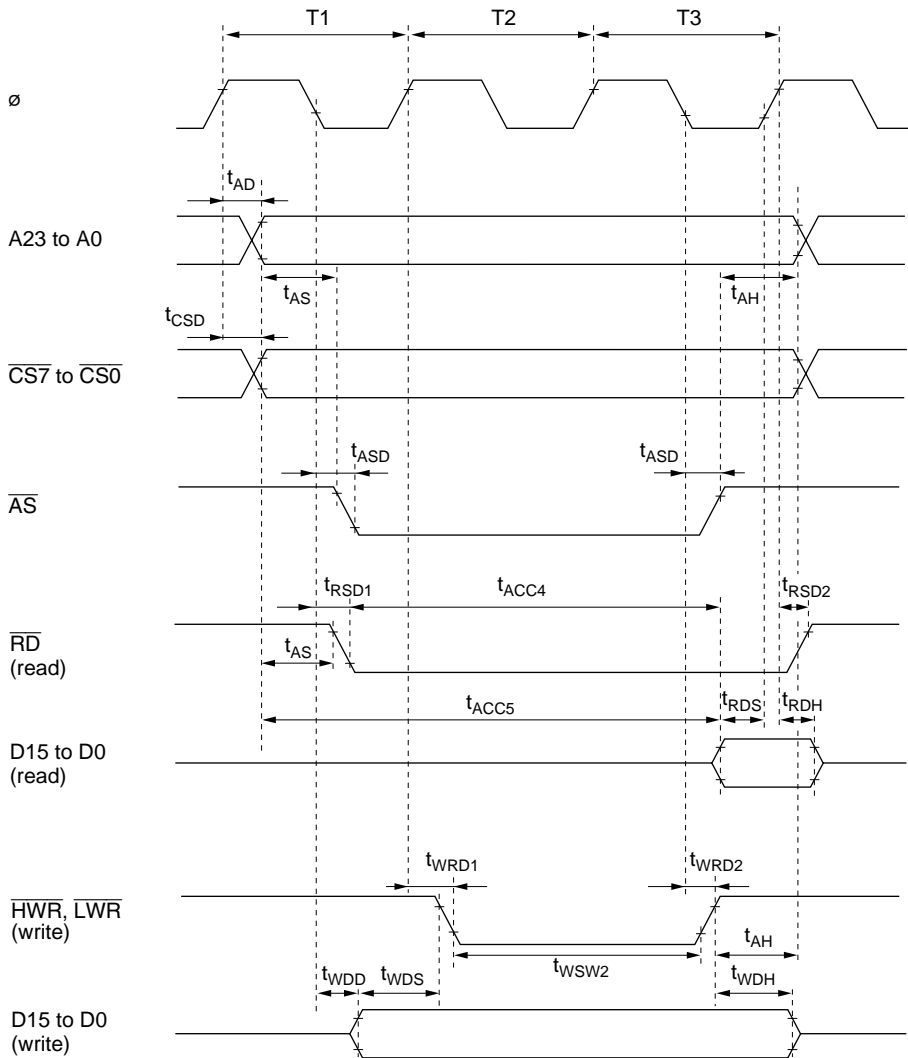 T1 T2 T3
ø
tAD
A23 to A0
tAS tAH
tCSD
CS7 to CS0
tASD tASD
AS
tRSD1 tACC4 tRSD2
RD
(read)
tAS
tACC5 tRDS tRDH
D15 to D0
(read)
tWRD1 tWRD2
HWR, LWR
(write)
tAH
tWSW2
tWDD tWDS tWDH
D15 to D0
(write)